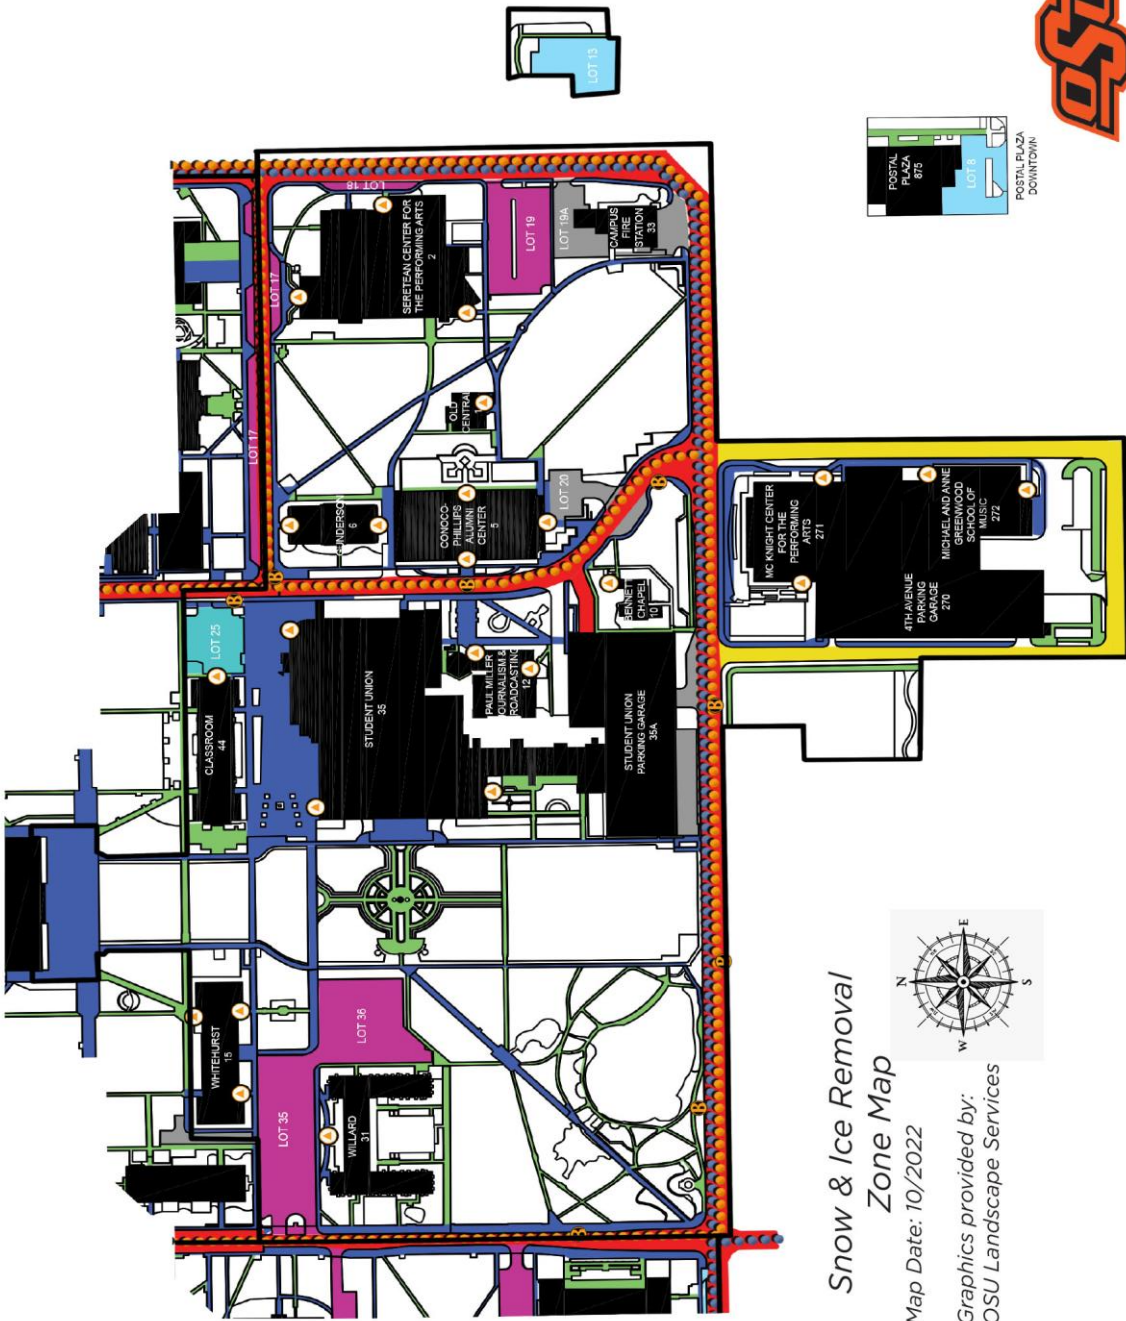 OSU
LOT 13
POSTAL
PLAZA
875
LOT 8
POSTAL PLAZA
DOWNTOWN
LOT 18
LOT 17
SERETEAN CENTER FOR
THE PERFORMING ARTS
2
LOT 19
LOT 19A
CAMPUS
FIRE
STATION
33
LOT 17
OLD
CENTRAL
1
GUNDERSON
6
CONOCO-
PHILLIPS
ALUMNI
CENTER
5
LOT 20
B
B
B
B
MC KNIGHT CENTER
FOR THE
PERFORMING
ARTS
271
MICHAEL AND ANNE
GREENWOOD
SCHOOL OF
MUSIC
272
4TH AVENUE
PARKING
GARAGE
270
BENNETT
CHAPEL
10
LOT 25
CLASSROOM
44
STUDENT UNION
35
PAUL MILLER
JOURNALISM &
BROADCASTING
12
STUDENT UNION
PARKING GARAGE
35A
B
B
WHITEHURST
15
LOT 36
LOT 35
WILLARD
31
B
B
N
E
S
W
Snow & Ice Removal
Zone Map
Map Date: 10/2022
Graphics provided by:
OSU Landscape Services